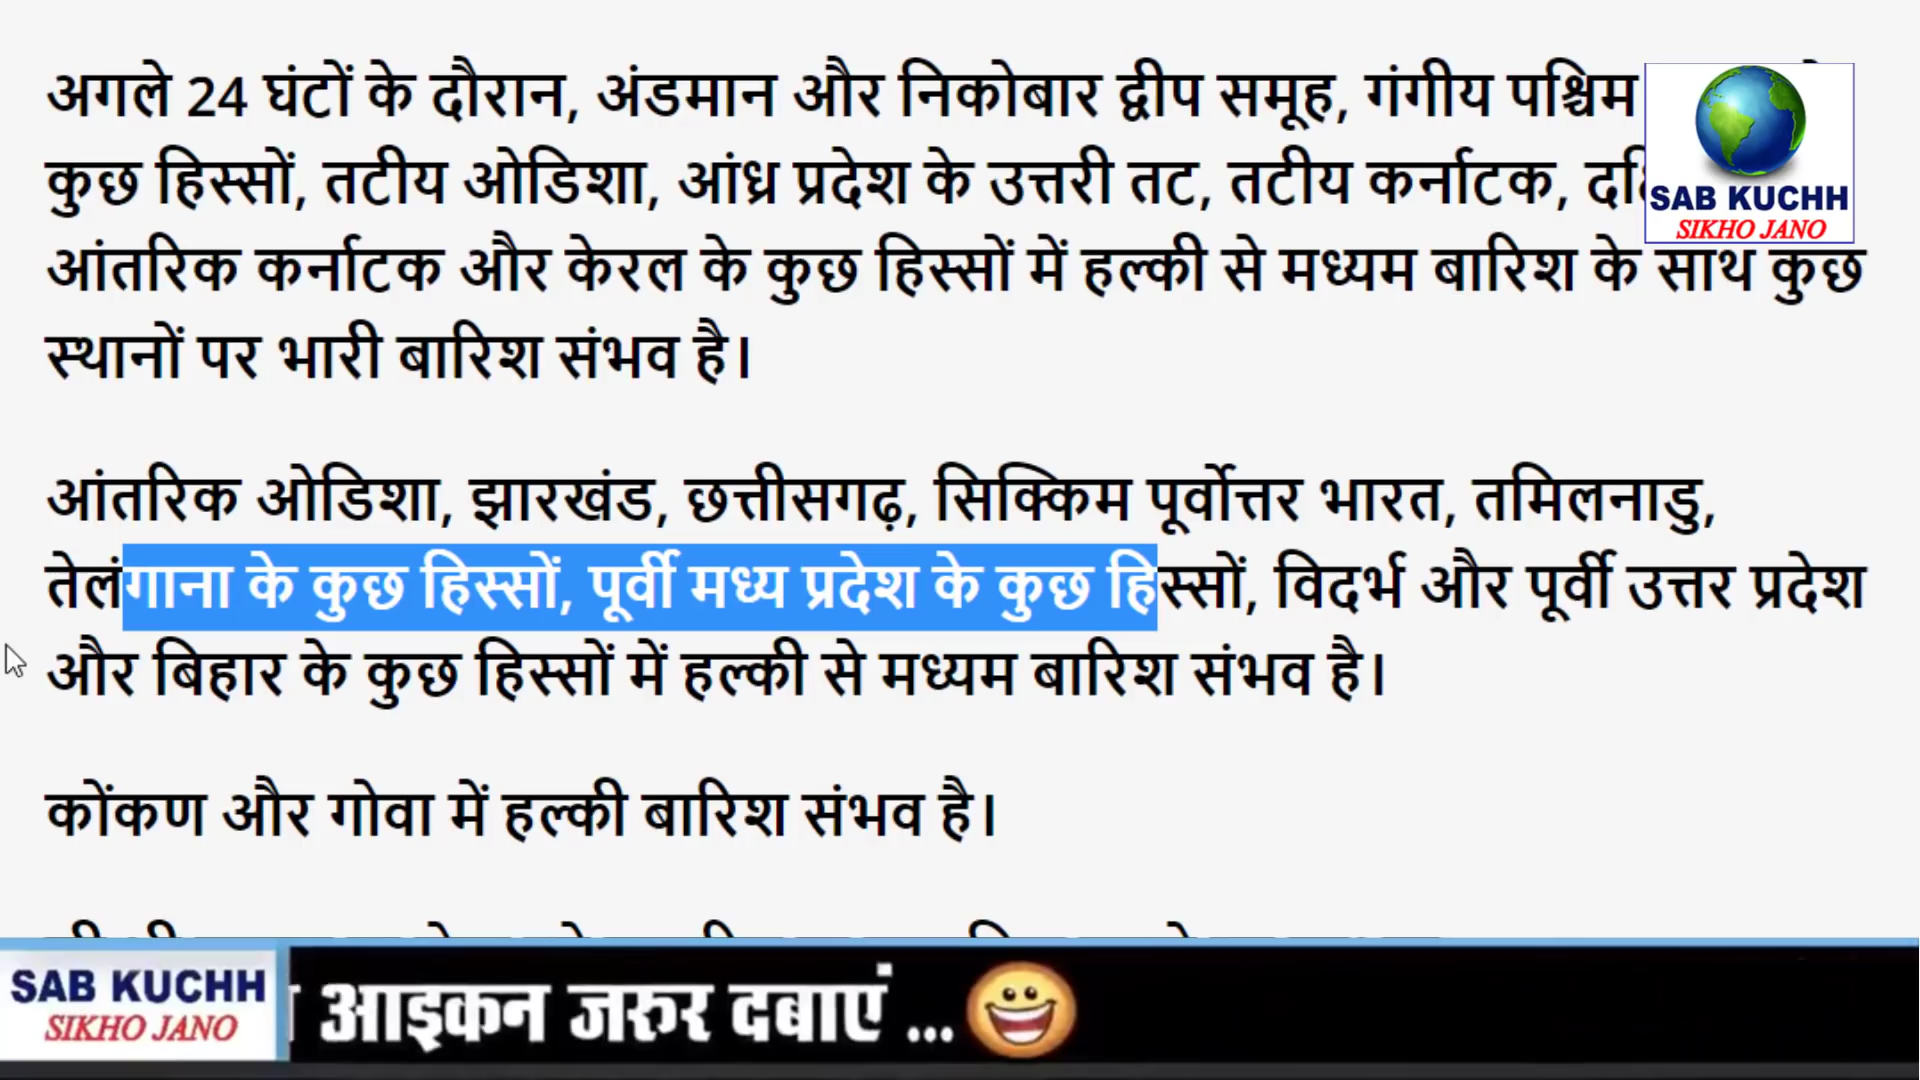 अगले 24 घंटों के दौरान, अंडमान और निकोबार द्वीप समूह, गंगीय पश्चिम
कुछ हिस्सों, तटीय ओडिशा, आंध्र प्रदेश के उत्तरी तट, तटीय कर्नाटक,
आंतरिक कर्नाटक और केरल के कुछ हिस्सों में हल्की से मध्यम बारिश के साथ कुछ
स्थानों पर भारी बारिश संभव है।
SAB KUCHH
SIKHO JANO
आंतरिक ओडिशा, झारखंड, छत्तीसगढ़, सिक्किम पूर्वोत्तर भारत, तमिलनाडु,
तेलंगाना के कुछ हिस्सों, पूर्वी मध्य प्रदेश के कुछ हिस्सों, विदर्भ और पूर्वी उत्तर प्रदेश
और बिहार के कुछ हिस्सों में हल्की से मध्यम बारिश संभव है।
कोंकण और गोवा में हल्की बारिश संभव है।
SAB KUCHH
SIKHO JANO
आइकन जरुर दबाएं ...